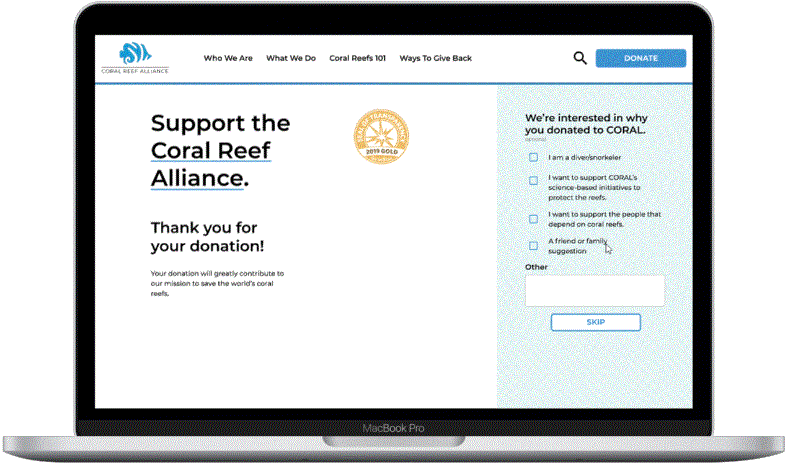 CORAL REEF ALLIANCE
Who We Are
What We Do
Coral Reefs 101
Ways To Give Back
DONATE
Support the
Coral Reef
Alliance.
2019 GOLD
Thank you for
your donation!
Your donation will greatly contribute to
our mission to save the world's coral
reefs.
We're interested in why
you donated to CORAL.
optional
I am a diver/snorkeler
I want to support CORAL's
science-based initiatives to
protect the reefs.
I want to support the people that
depend on coral reefs.
A friend or family
suggestion
Other
SKIP
MacBook Pro